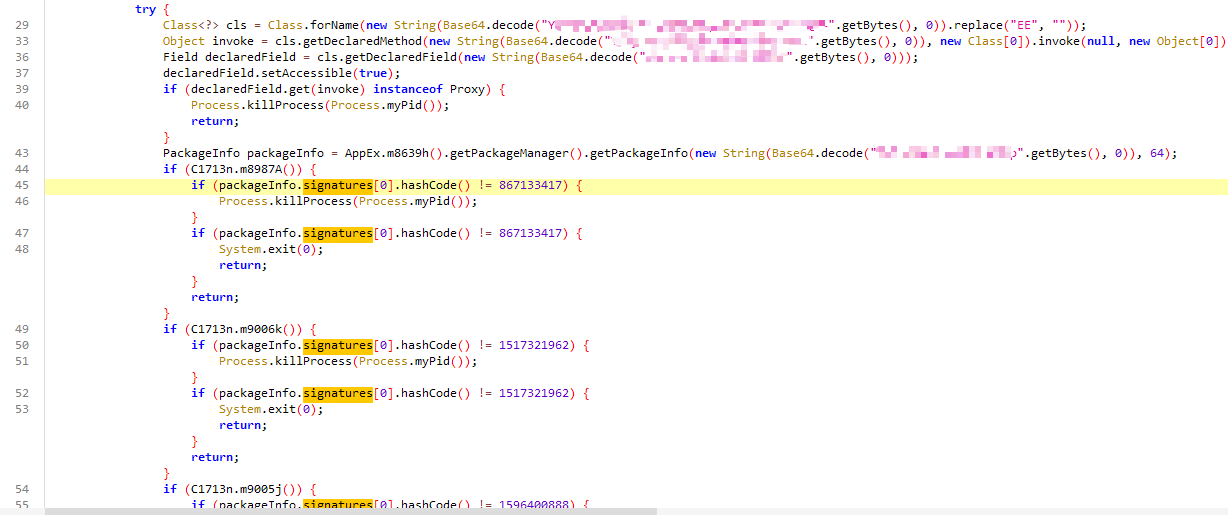 try {
29 Class<?> cls = Class.forName(new String(Base64.decode("Y".getBytes(), 0)).replace("EE", ""));
33 Object invoke = cls.getDeclaredMethod(new String(Base64.decode("".getBytes(), 0)), new Class[0]).invoke(null, new Object[0])
36 Field declaredField = cls.getDeclaredField(new String(Base64.decode("".getBytes(), 0)));
37 declaredField.setAccessible(true);
39 if (declaredField.get(invoke) instanceof Proxy) {
40 Process.killProcess(Process.myPid());
return;
}
43 PackageInfo packageInfo = AppEx.m8639h().getPackageManager().getPackageInfo(new String(Base64.decode("".getBytes(), 0)), 64);
44 if (C1713n.m8987A()) {
45 if (packageInfo.signatures[0].hashCode() != 867133417) {
46 Process.killProcess(Process.myPid());
}
47 if (packageInfo.signatures[0].hashCode() != 867133417) {
48 System.exit(0);
return;
}
return;
}
49 if (C1713n.m9006k()) {
50 if (packageInfo.signatures[0].hashCode() != 1517321962) {
51 Process.killProcess(Process.myPid());
}
52 if (packageInfo.signatures[0].hashCode() != 1517321962) {
53 System.exit(0);
return;
}
return;
}
54 if (C1713n.m9005j()) {
55 if (packageInfo.signatures[0].hashCode() != 1596400888) {